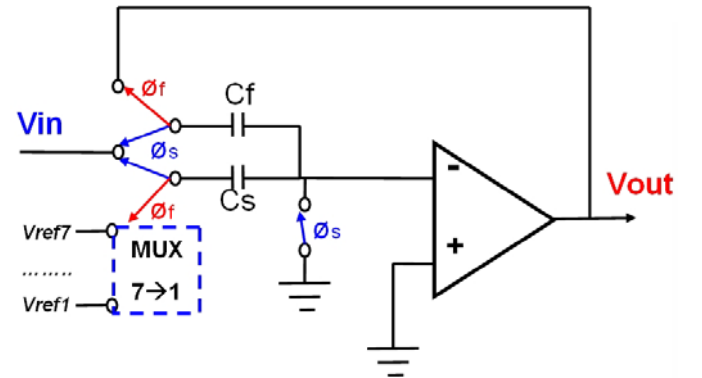 Øf
Cf
Vin
Øs
Cs
-
Vout
Øf
Øs
Vref7
MUX
+
........
7→1
Vref1